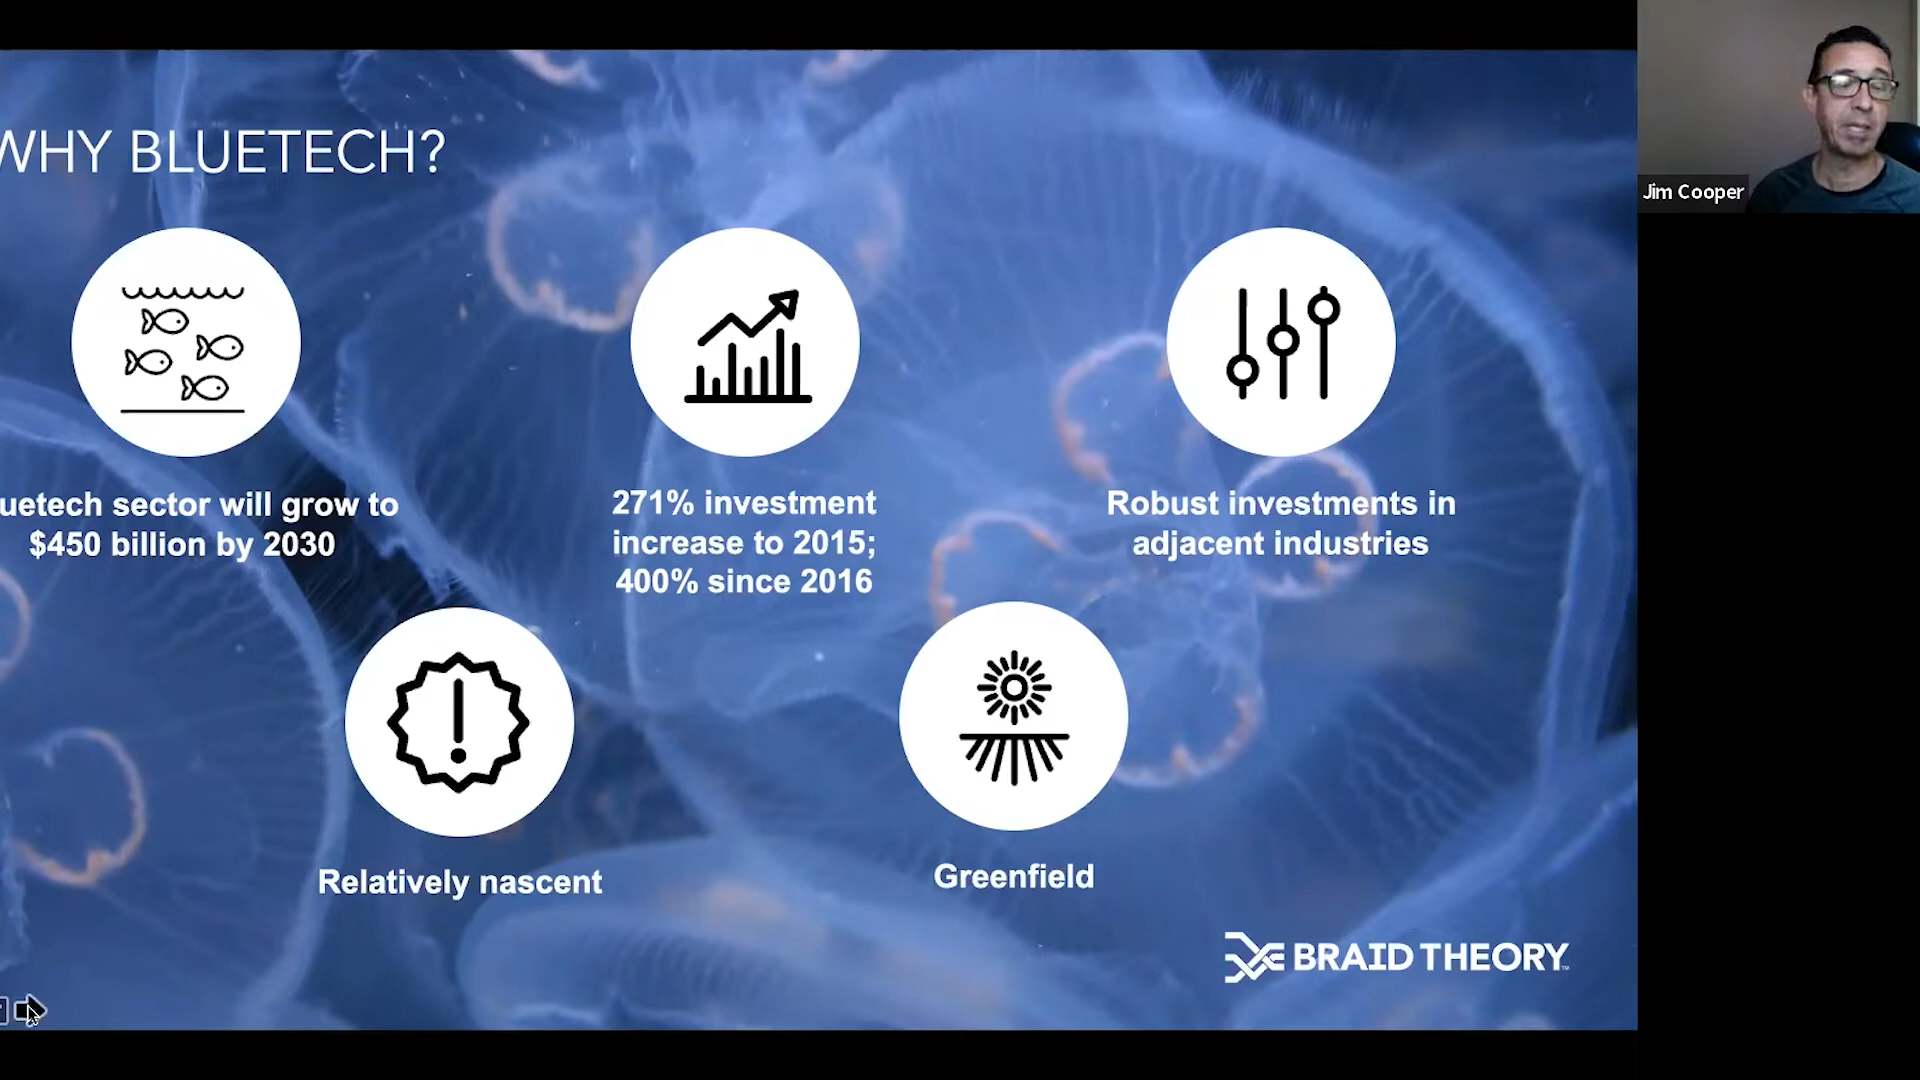 WHY BLUETECH?
Jim Cooper
uetech sector will grow to
$450 billion by 2030
271% investment
increase to 2015;
400% since 2016
Robust investments in
adjacent industries
Relatively nascent
Greenfield
BRAID THEORY™